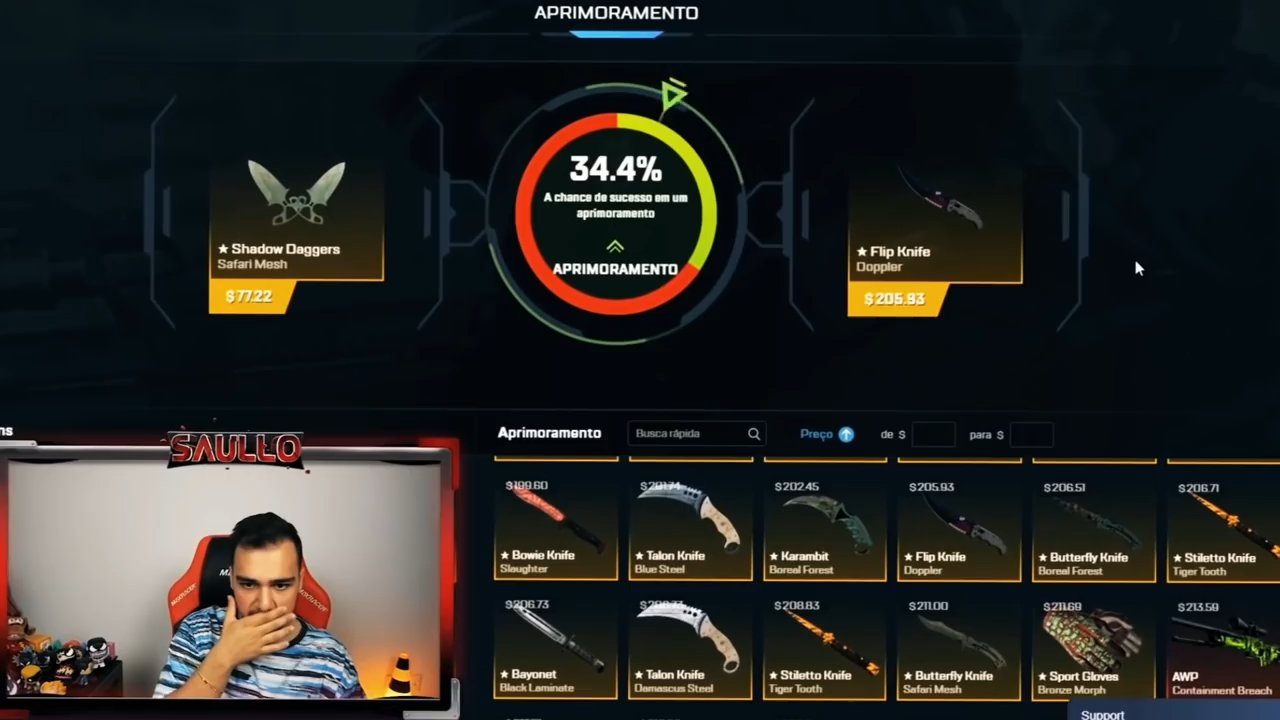 APRIMORAMENTO
34.4%
A chance de sucesso em um
aprimoramento
APRIMORAMENTO
★ Shadow Daggers
Safari Mesh
$77.22
★ Flip Knife
Doppler
$205.93
ns
SAULLO
Aprimoramento
Busca rápida
Preço
de $
para $
$199.60
★ Bowie Knife
Slaughter
★ Talon Knife
Blue Steel
$202.45
★ Karambit
Boreal Forest
$205.93
★ Flip Knife
Doppler
$206.51
★ Butterfly Knife
Boreal Forest
$206.71
★ Stiletto Knife
Tiger Tooth
$206.73
★ Bayonet
Black Laminate
★ Talon Knife
Damascus Steel
$208.83
★ Stiletto Knife
Tiger Tooth
$211.00
★ Butterfly Knife
Safari Mesh
$211.69
★ Sport Gloves
Bronze Morph
$213.59
AWP
Containment Breach
Support